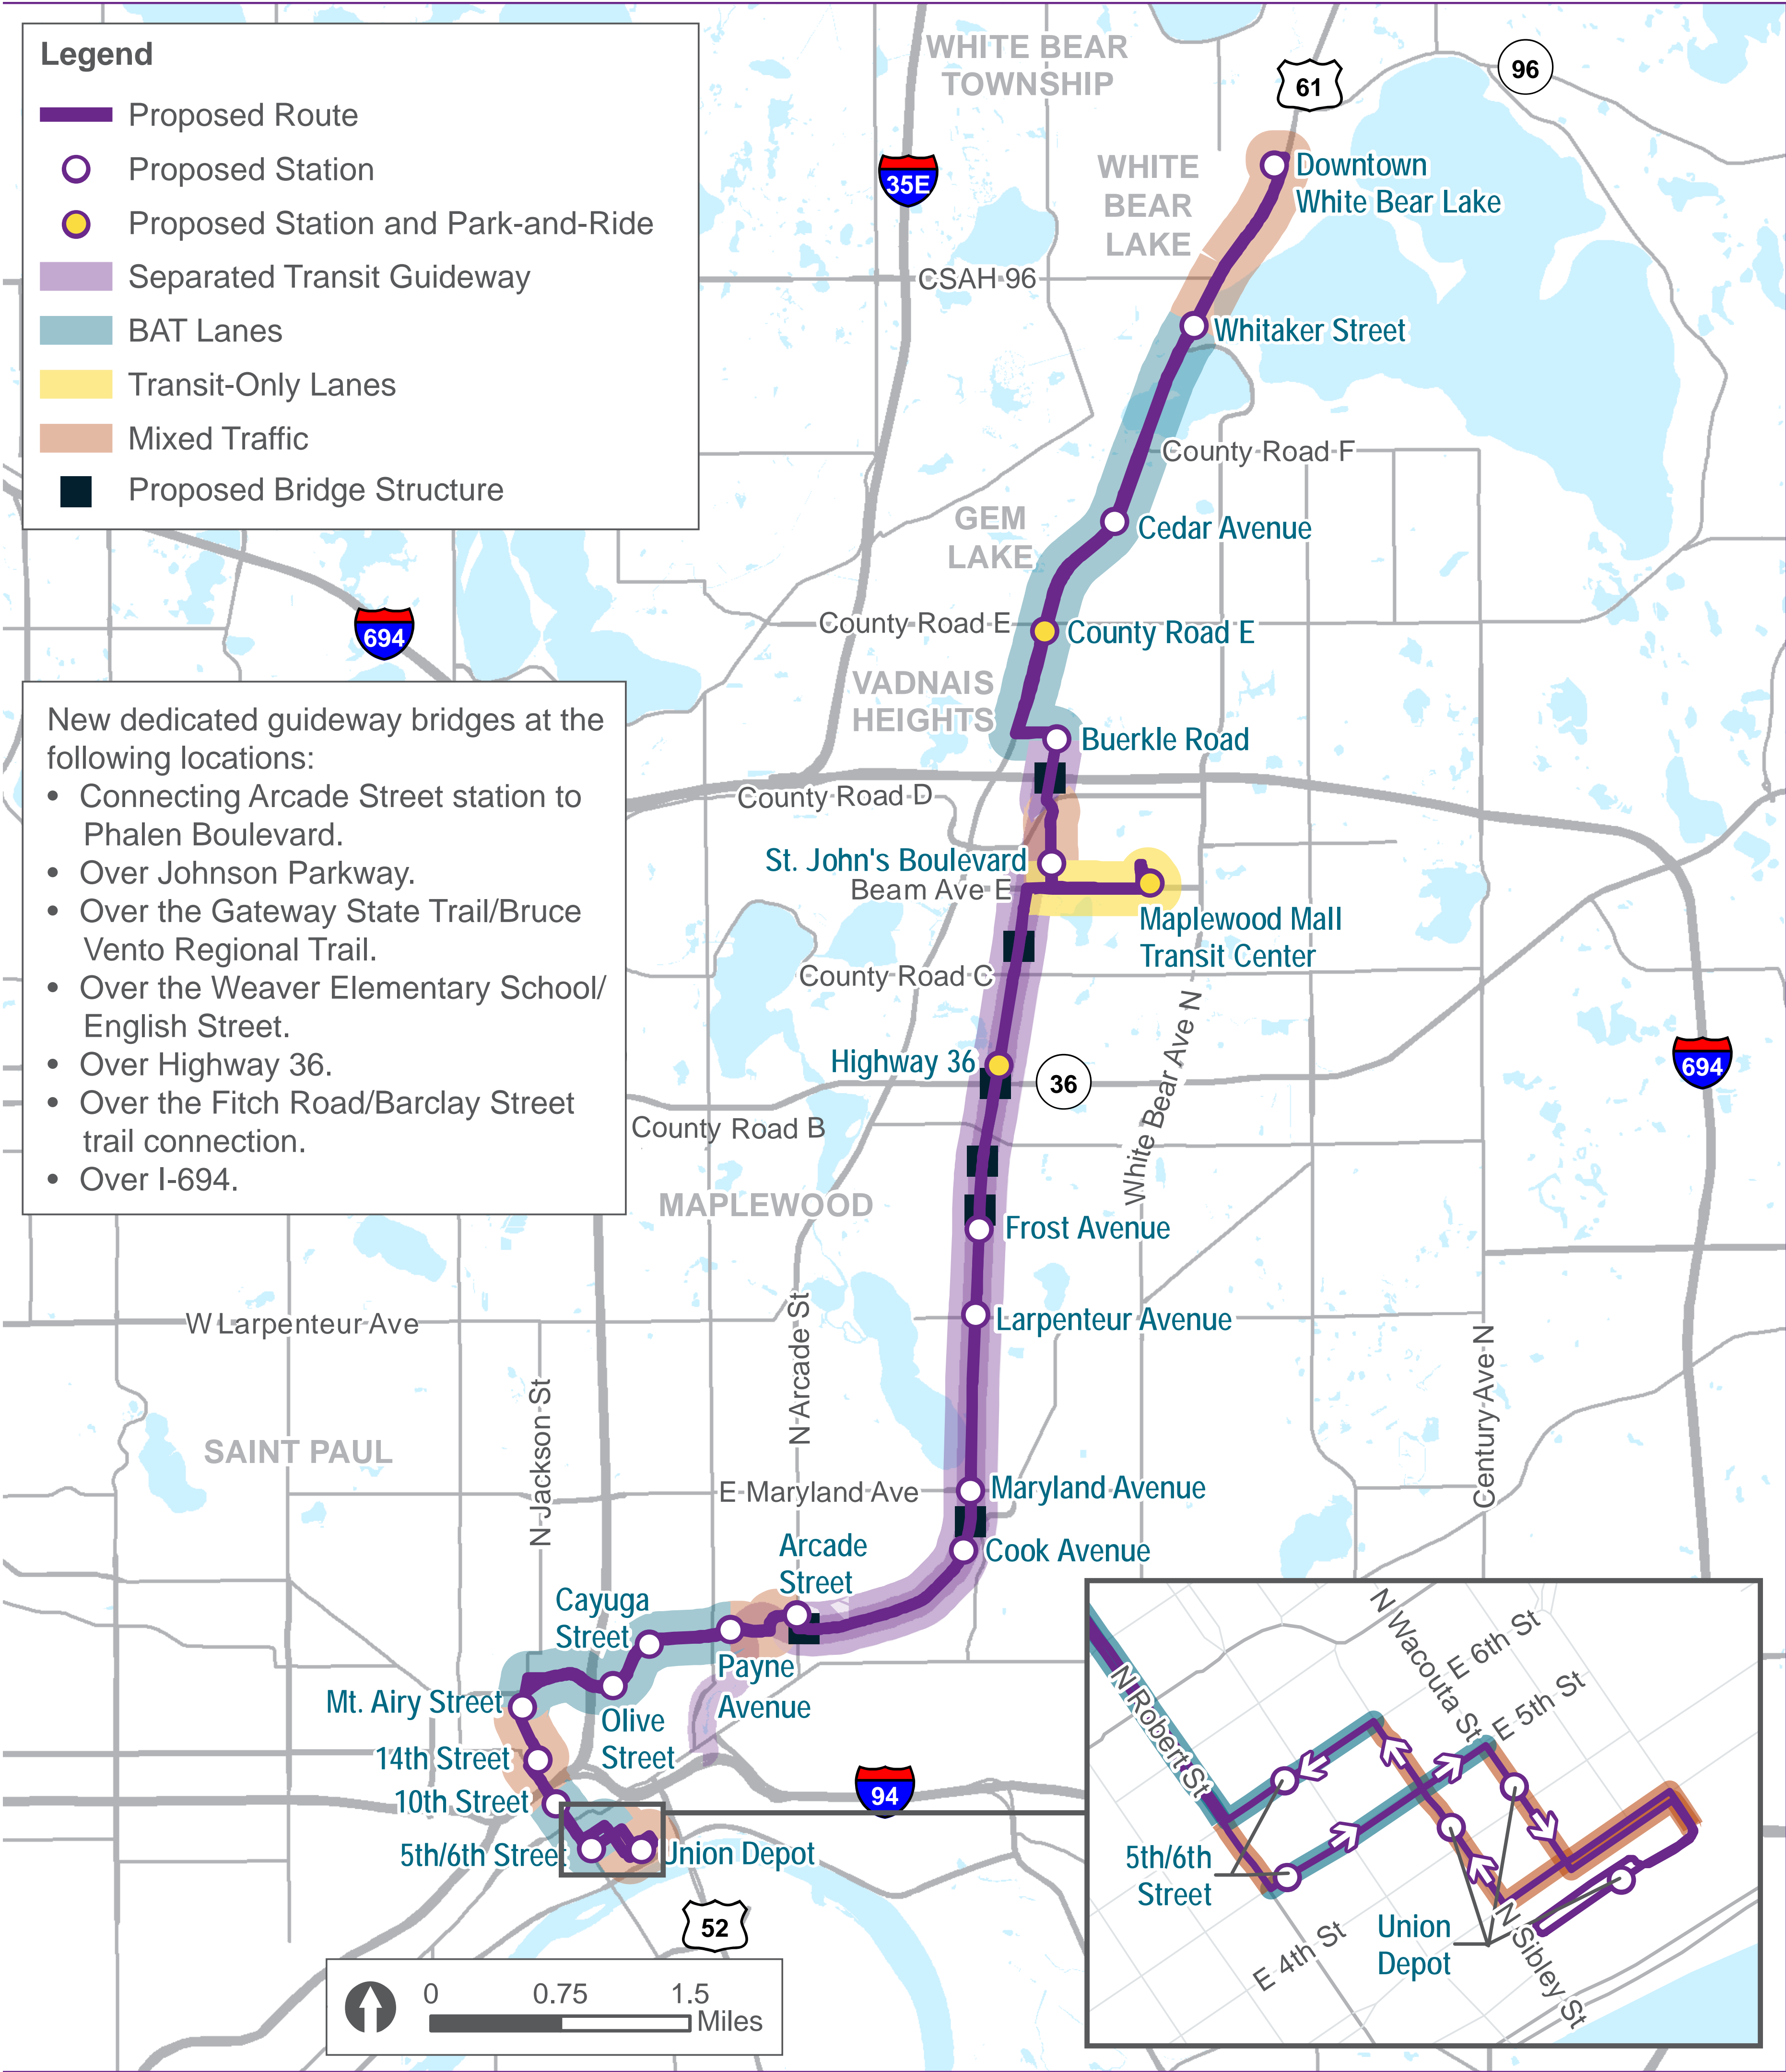 Legend
Proposed Route
Proposed Station
Proposed Station and Park-and-Ride
Separated Transit Guideway
BAT Lanes
Transit-Only Lanes
Mixed Traffic
Proposed Bridge Structure
WHITE BEAR
TOWNSHIP
61
96
35E
WHITE
BEAR
LAKE
Downtown
White Bear Lake
CSAH 96
Whitaker Street
County Road F
GEM
LAKE
Cedar Avenue
694
County Road E
County Road E
VADNAIS
HEIGHTS
Buerkle Road
New dedicated guideway bridges at the
following locations:
• Connecting Arcade Street station to
Phalen Boulevard.
• Over Johnson Parkway.
• Over the Gateway State Trail/Bruce
Vento Regional Trail.
• Over the Weaver Elementary School/
English Street.
• Over Highway 36.
• Over the Fitch Road/Barclay Street
trail connection.
• Over I-694.
County Road D
St. John's Boulevard
Beam Ave E
Maplewood Mall
Transit Center
County Road C
White Bear Ave N
Highway 36
36
694
County Road B
MAPLEWOOD
Frost Avenue
W Larpenteur Ave
N Arcade St
Larpenteur Avenue
Century Ave N
SAINT PAUL
N Jackson St
E Maryland Ave
Maryland Avenue
Arcade
Street
Cook Avenue
Cayuga
Street
Payne
Avenue
Mt. Airy Street
Olive
Street
14th Street
10th Street
94
5th/6th Stree
Union Depot
52
0 0.75 1.5
Miles
N Robert St
N Wacouta St
E 6th St
E 5th St
5th/6th
Street
E 4th St
Union
Depot
N Sibley St